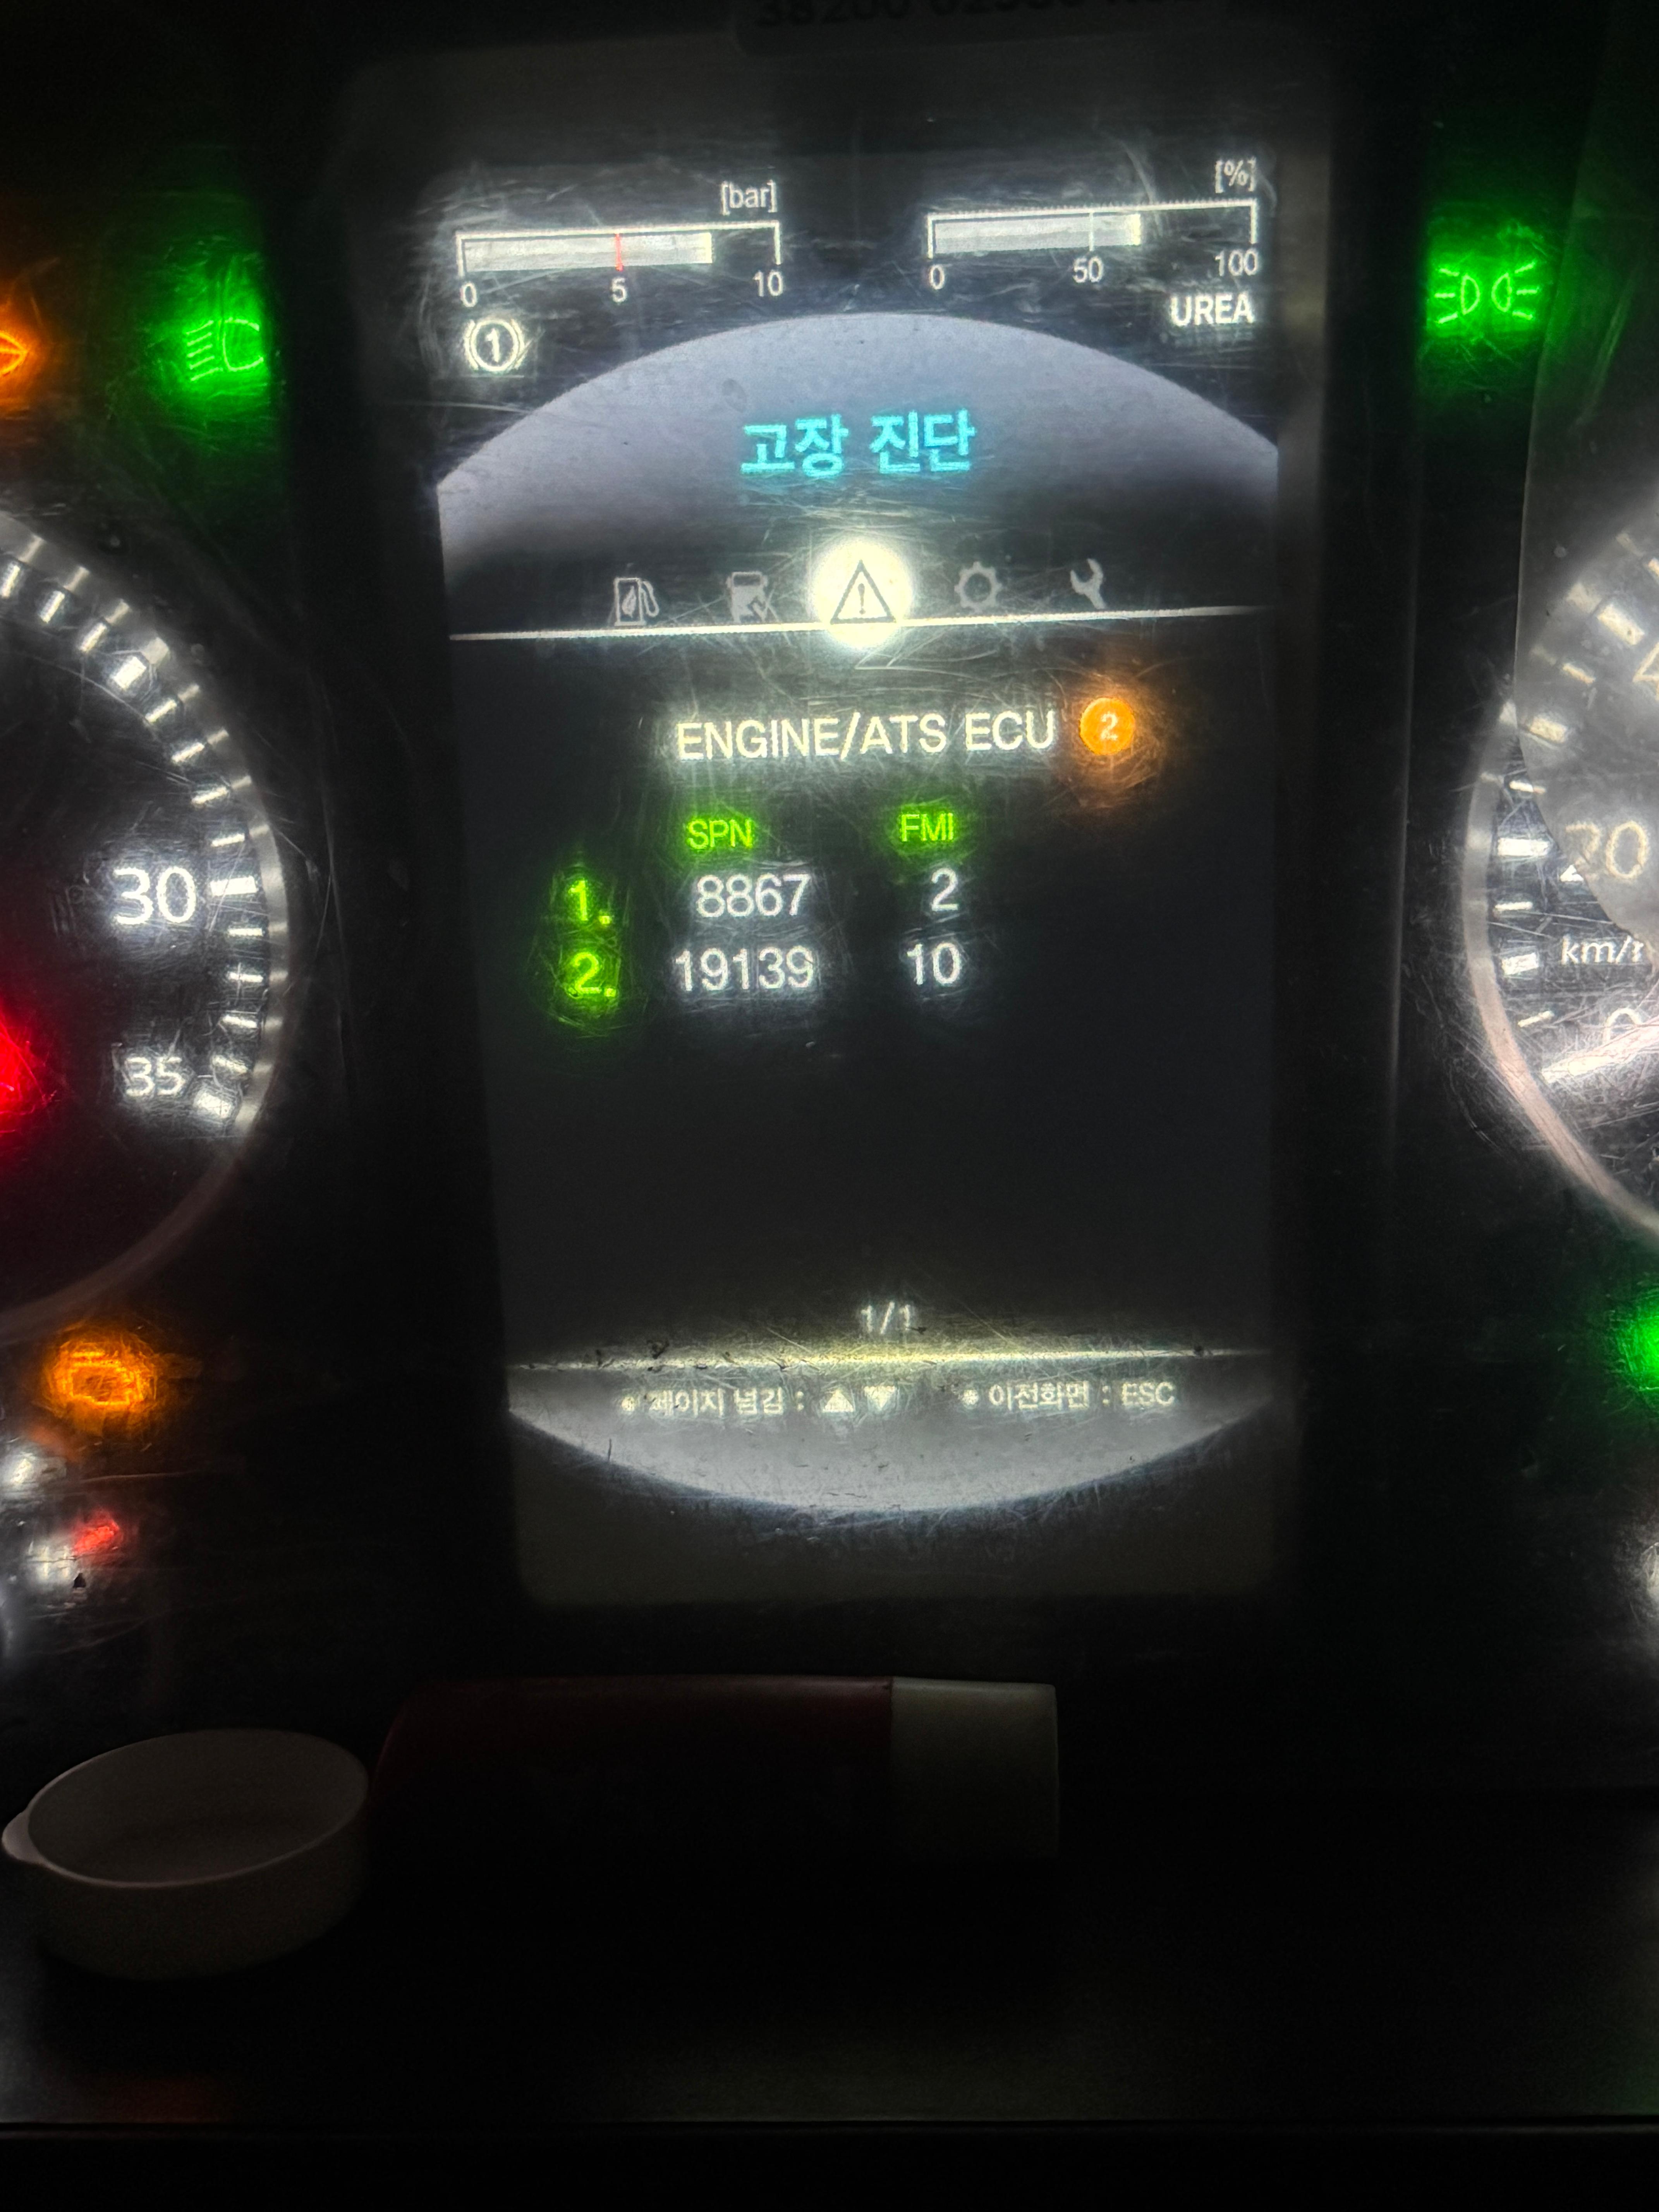 [bar]
0 5 10
[%]
0 50 100
UREA
고장 진단
ENGINE/ATS ECU 2
SPN FMI
1. 8867 2
2. 19139 10
1/1
페이지 넘김 : ▲▼ ● 이전화면 : ESC
30
35
20
km/h